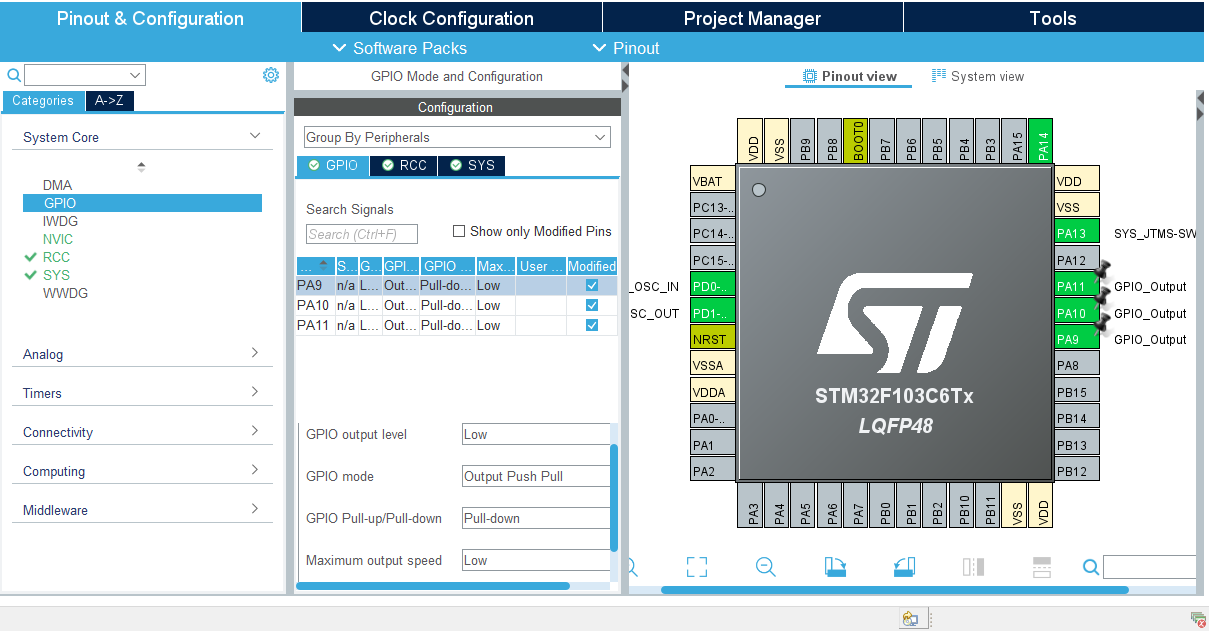 Pinout & Configuration
Clock Configuration
Project Manager
Tools
Software Packs
Pinout
Categories
A->Z
System Core
DMA
GPIO
IWDG
NVIC
RCC
SYS
WWDG
Analog
Timers
Connectivity
Computing
Middleware
GPIO Mode and Configuration
Configuration
Group By Peripherals
GPIO
RCC
SYS
Search Signals
Search (Ctrl+F)
Show only Modified Pins
... S... G... GPI... GPIO ... Max... User ... Modified
PA9 n/a L... Out... Pull-do... Low
PA10 n/a L... Out... Pull-do... Low
PA11 n/a L... Out... Pull-do... Low
GPIO output level
Low
GPIO mode
Output Push Pull
GPIO Pull-up/Pull-down
Pull-down
Maximum output speed
Low
Pinout view
System view
VDD
VSS
PB9
PB8
BOOT0
PB7
PB6
PB5
PB4
PB3
PA15
PA14
VBAT
PC13-..
PC14-..
PC15-..
_OSC_IN
PD0-..
SC_OUT
PD1-..
NRST
VSSA
VDDA
PA0-..
PA1
PA2
STM32F103C6Tx
LQFP48
VDD
VSS
PA13
SYS_JTMS-SW
PA12
PA11
GPIO_Output
PA10
GPIO_Output
PA9
GPIO_Output
PA8
PB15
PB14
PB13
PB12
PA3
PA4
PA5
PA6
PA7
PB0
PB1
PB2
PB10
PB11
VSS
VDD